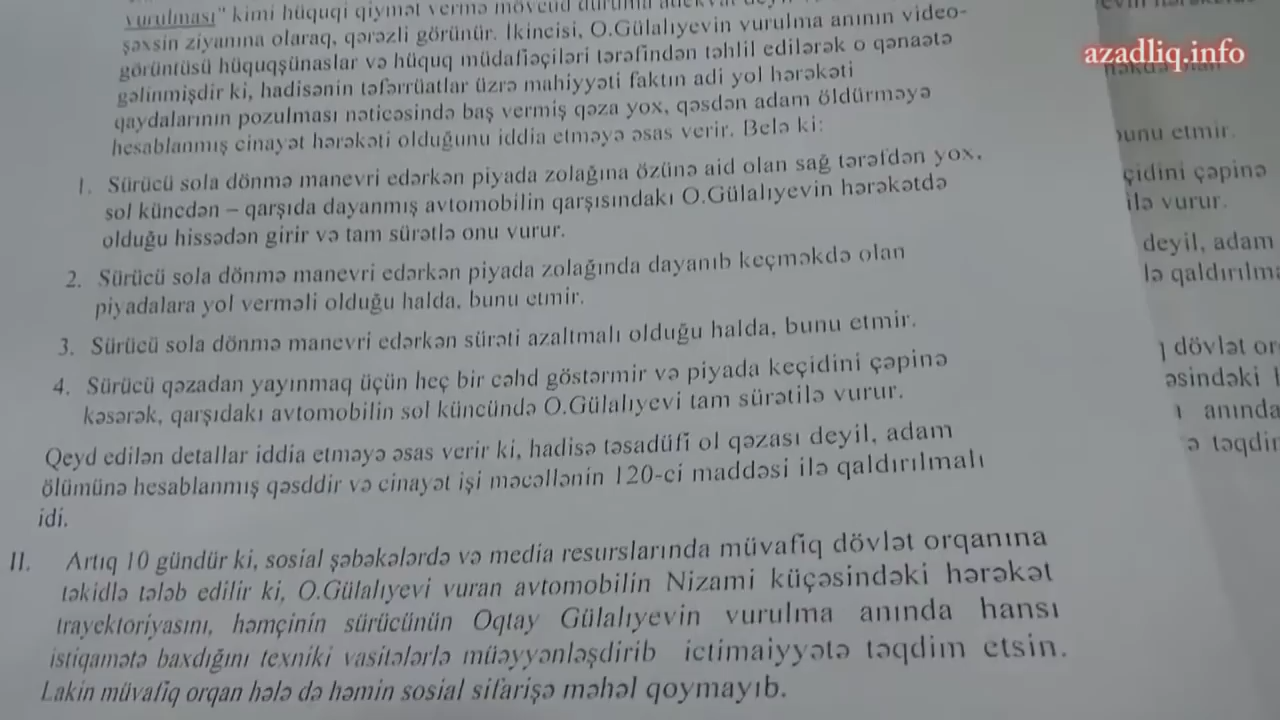 vurulması" kimi hüquqi qiymət vermə mövcud
şəxsin ziyanına olaraq, qərəzli görünür. İkincisi, O.Gülalıyevin vurulma anının video-
görüntüsü hüquqşünaslar və hüquq müdafiəçiləri tərəfindən təhlil edilərək o qənaətə
gəlinmişdir ki, hadisənin təfərrüatlar üzrə mahiyyəti faktın adi yol hərəkəti
qaydalarının pozulması nəticəsində baş vermiş qəza yox, qəsdən adam öldürməyə
hesablanmış cinayət hərəkəti olduğunu iddia etməyə əsas verir. Belə ki:
1. Sürücü sola dönmə manevri edərkən piyada zolağına özünə aid olan sağ tərəfdən yox,
sol küncdən – qarşıda dayanmış avtomobilin qarşısındakı O.Gülalıyevin hərəkətdə
olduğu hissədən girir və tam sürətlə onu vurur.
2. Sürücü sola dönmə manevri edərkən piyada zolağında dayanıb keçməkdə olan
piyadalara yol verməli olduğu halda, bunu etmir.
3. Sürücü sola dönmə manevri edərkən sürəti azaltmalı olduğu halda, bunu etmir.
4. Sürücü qəzadan yayınmaq üçün heç bir cəhd göstərmir və piyada keçidini çəpinə
kəsərək, qarşıdakı avtomobilin sol küncündə O.Gülalıyevi tam sürətilə vurur.
Qeyd edilən detallar iddia etməyə əsas verir ki, hadisə təsadüfi ol qəzası deyil, adam
ölümünə hesablanmış qəsddir və cinayət işi məcəllənin 120-ci maddəsi ilə qaldırılmalı
idi.
II. Artıq 10 gündür ki, sosial şəbəkələrdə və media resurslarında müvafiq dövlət orqanına
təkidlə tələb edilir ki, O.Gülalıyevi vuran avtomobilin Nizami küçəsindəki hərəkət
trayektoriyasını, həmçinin sürücünün Oqtay Gülalıyevin vurulma anında hansı
istiqamətə baxdığını texniki vasitələrlə müəyyənləşdirib ictimaiyyətə təqdim etsin.
Lakin müvafiq orqan hələ də həmin sosial sifarişə məhəl qoymayıb.
azadliq.info
bunu etmir.
çidini çəpinə
ilə vurur.
deyil, adam
lə qaldırılma
dövlət or
əsindəki
anında
ə təqdi